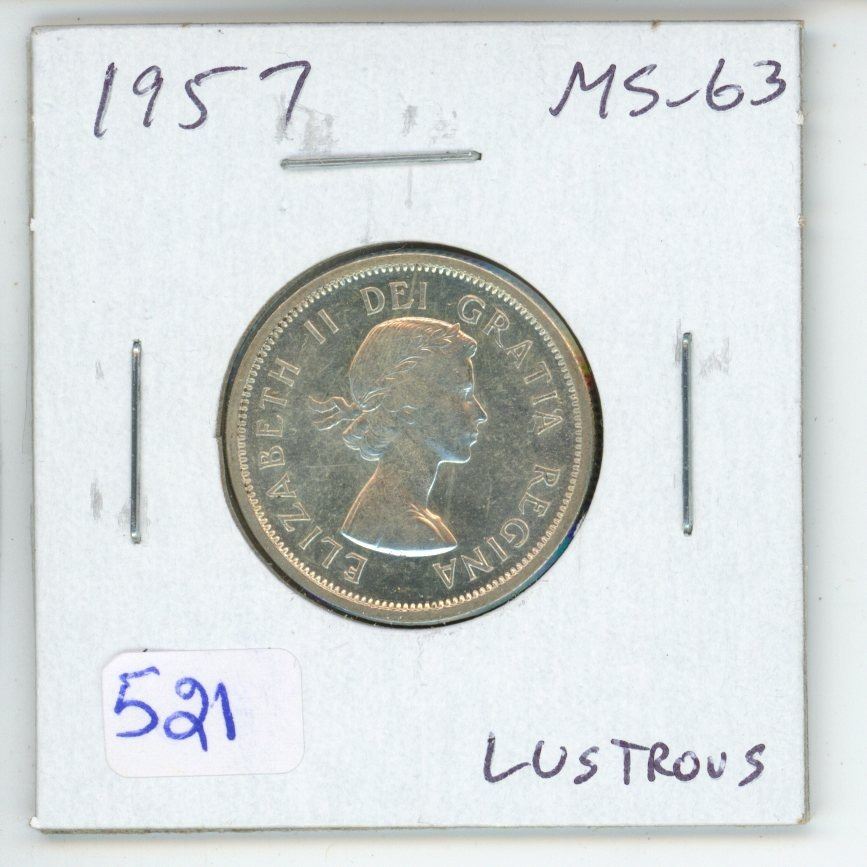 1957 MS-63
ELIZABETH II DEI GRATIA REGINA
521
LUSTROUS